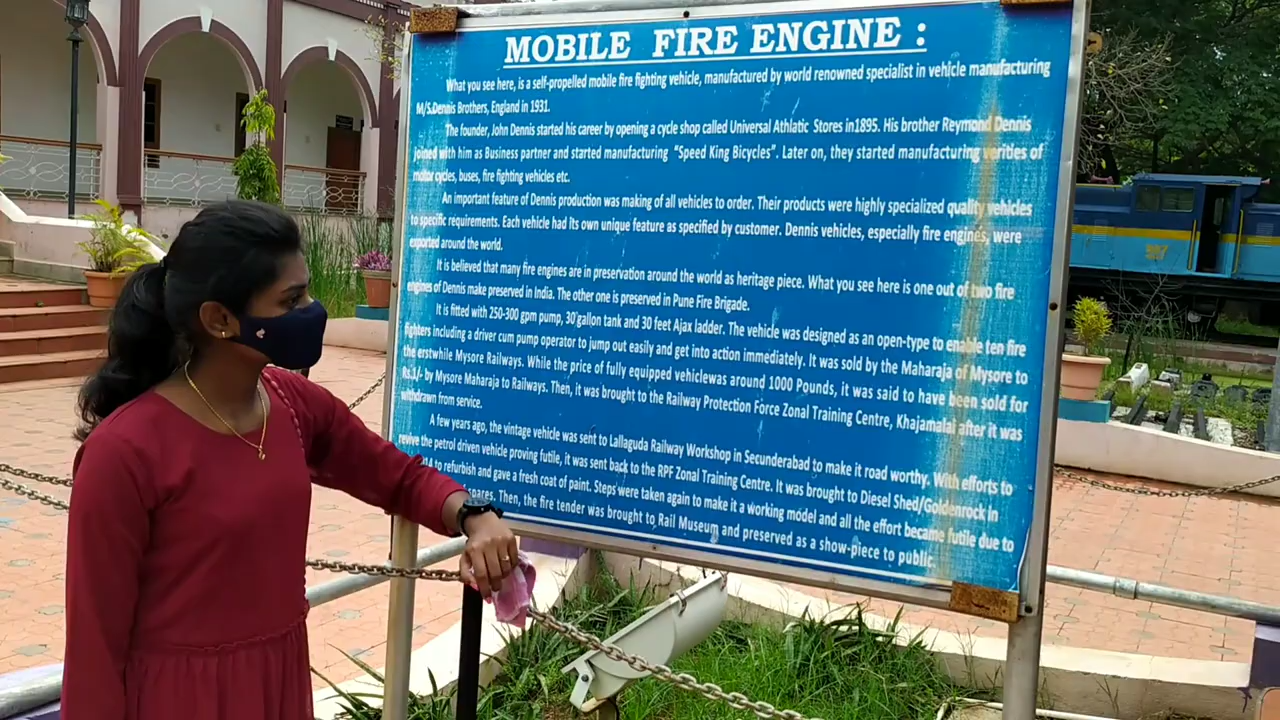 MOBILE FIRE ENGINE :
What you see here, is a self-propelled mobile fire fighting vehicle, manufactured by world renowned specialist in vehicle manufacturing
M/S.Dennis Brothers, England in 1931.
The founder, John Dennis started his career by opening a cycle shop called Universal Athlatic Stores in1895. His brother Reymond Dennis
joined with him as Business partner and started manufacturing "Speed King Bicycles". Later on, they started manufacturing verities of
motor cycles, buses, fire fighting vehicles etc.
An important feature of Dennis production was making of all vehicles to order. Their products were highly specialized quality vehicles
to specific requirements. Each vehicle had its own unique feature as specified by customer. Dennis vehicles, especially fire engines, were
exported around the world.
It is believed that many fire engines are in preservation around the world as heritage piece. What you see here is one out of two fire
engines of Dennis make preserved in India. The other one is preserved in Pune Fire Brigade.
It is fitted with 250-300 gpm pump, 30 gallon tank and 30 feet Ajax ladder. The vehicle was designed as an open-type to enable ten fire
fighters including a driver cum pump operator to jump out easily and get into action immediately. It was sold by the Maharaja of Mysore to
the erstwhile Mysore Railways. While the price of fully equipped vehiclewas around 1000 Pounds, it was said to have been sold for
Rs.1/- by Mysore Maharaja to Railways. Then, it was brought to the Railway Protection Force Zonal Training Centre, Khajamalai after it was
withdrawn from service.
A few years ago, the vintage vehicle was sent to Lallaguda Railway Workshop in Secunderabad to make it road worthy. With efforts to
revive the petrol driven vehicle proving futile, it was sent back to the RPF Zonal Training Centre. It was brought to Diesel Shed/Goldenrock in
to refurbish and gave a fresh coat of paint. Steps were taken again to make it a working model and all the effort became futile due to
spares. Then, the fire tender was brought to Rail Museum and preserved as a show-piece to public.